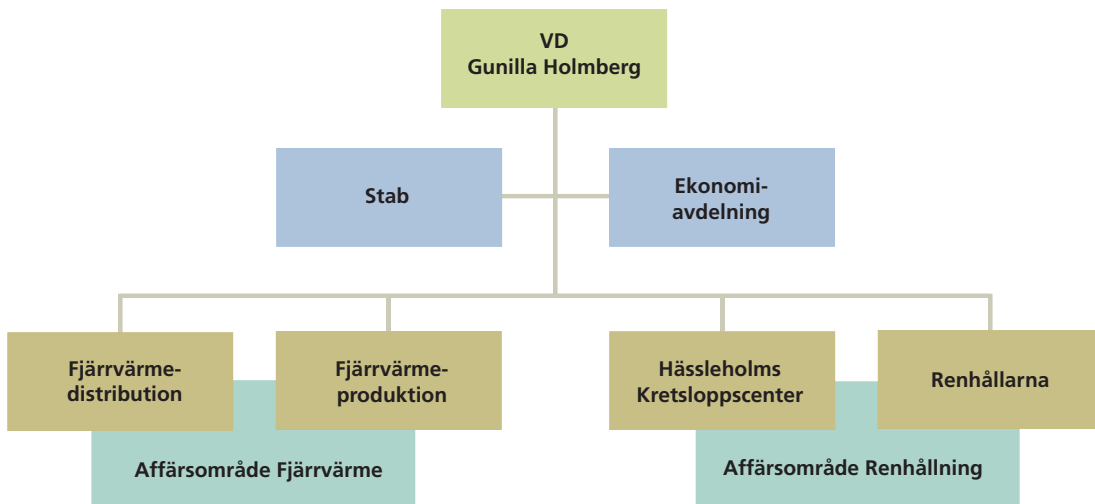 VD
Gunilla Holmberg
Stab
Ekonomi-
avdelning
Fjärrvärme-
distribution
Fjärrvärme-
produktion
Hässleholms
Kretsloppscenter
Renhållarna
Affärsområde Fjärrvärme
Affärsområde Renhållning